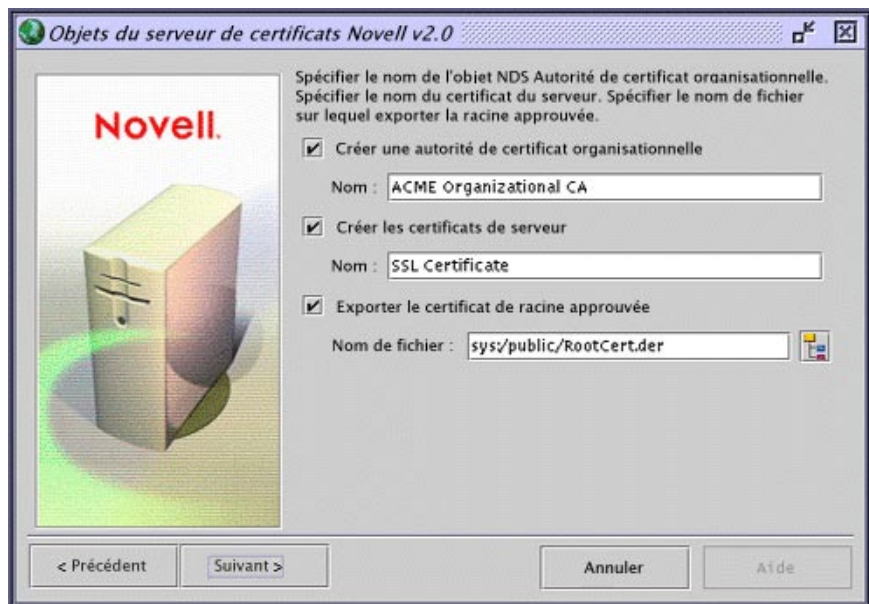 Objets du serveur de certificats Novell v2.0
Novell.
Spécifier le nom de l'objet NDS Autorité de certificat organisationnelle.
Spécifier le nom du certificat du serveur. Spécifier le nom de fichier
sur lequel exporter la racine approuvée.
Créer une autorité de certificat organisationnelle
Nom : ACME Organizational CA
Créer les certificats de serveur
Nom : SSL Certificate
Exporter le certificat de racine approuvée
Nom de fichier : sys:/public/RootCert.der
< Précédent Suivant > Annuler Aide